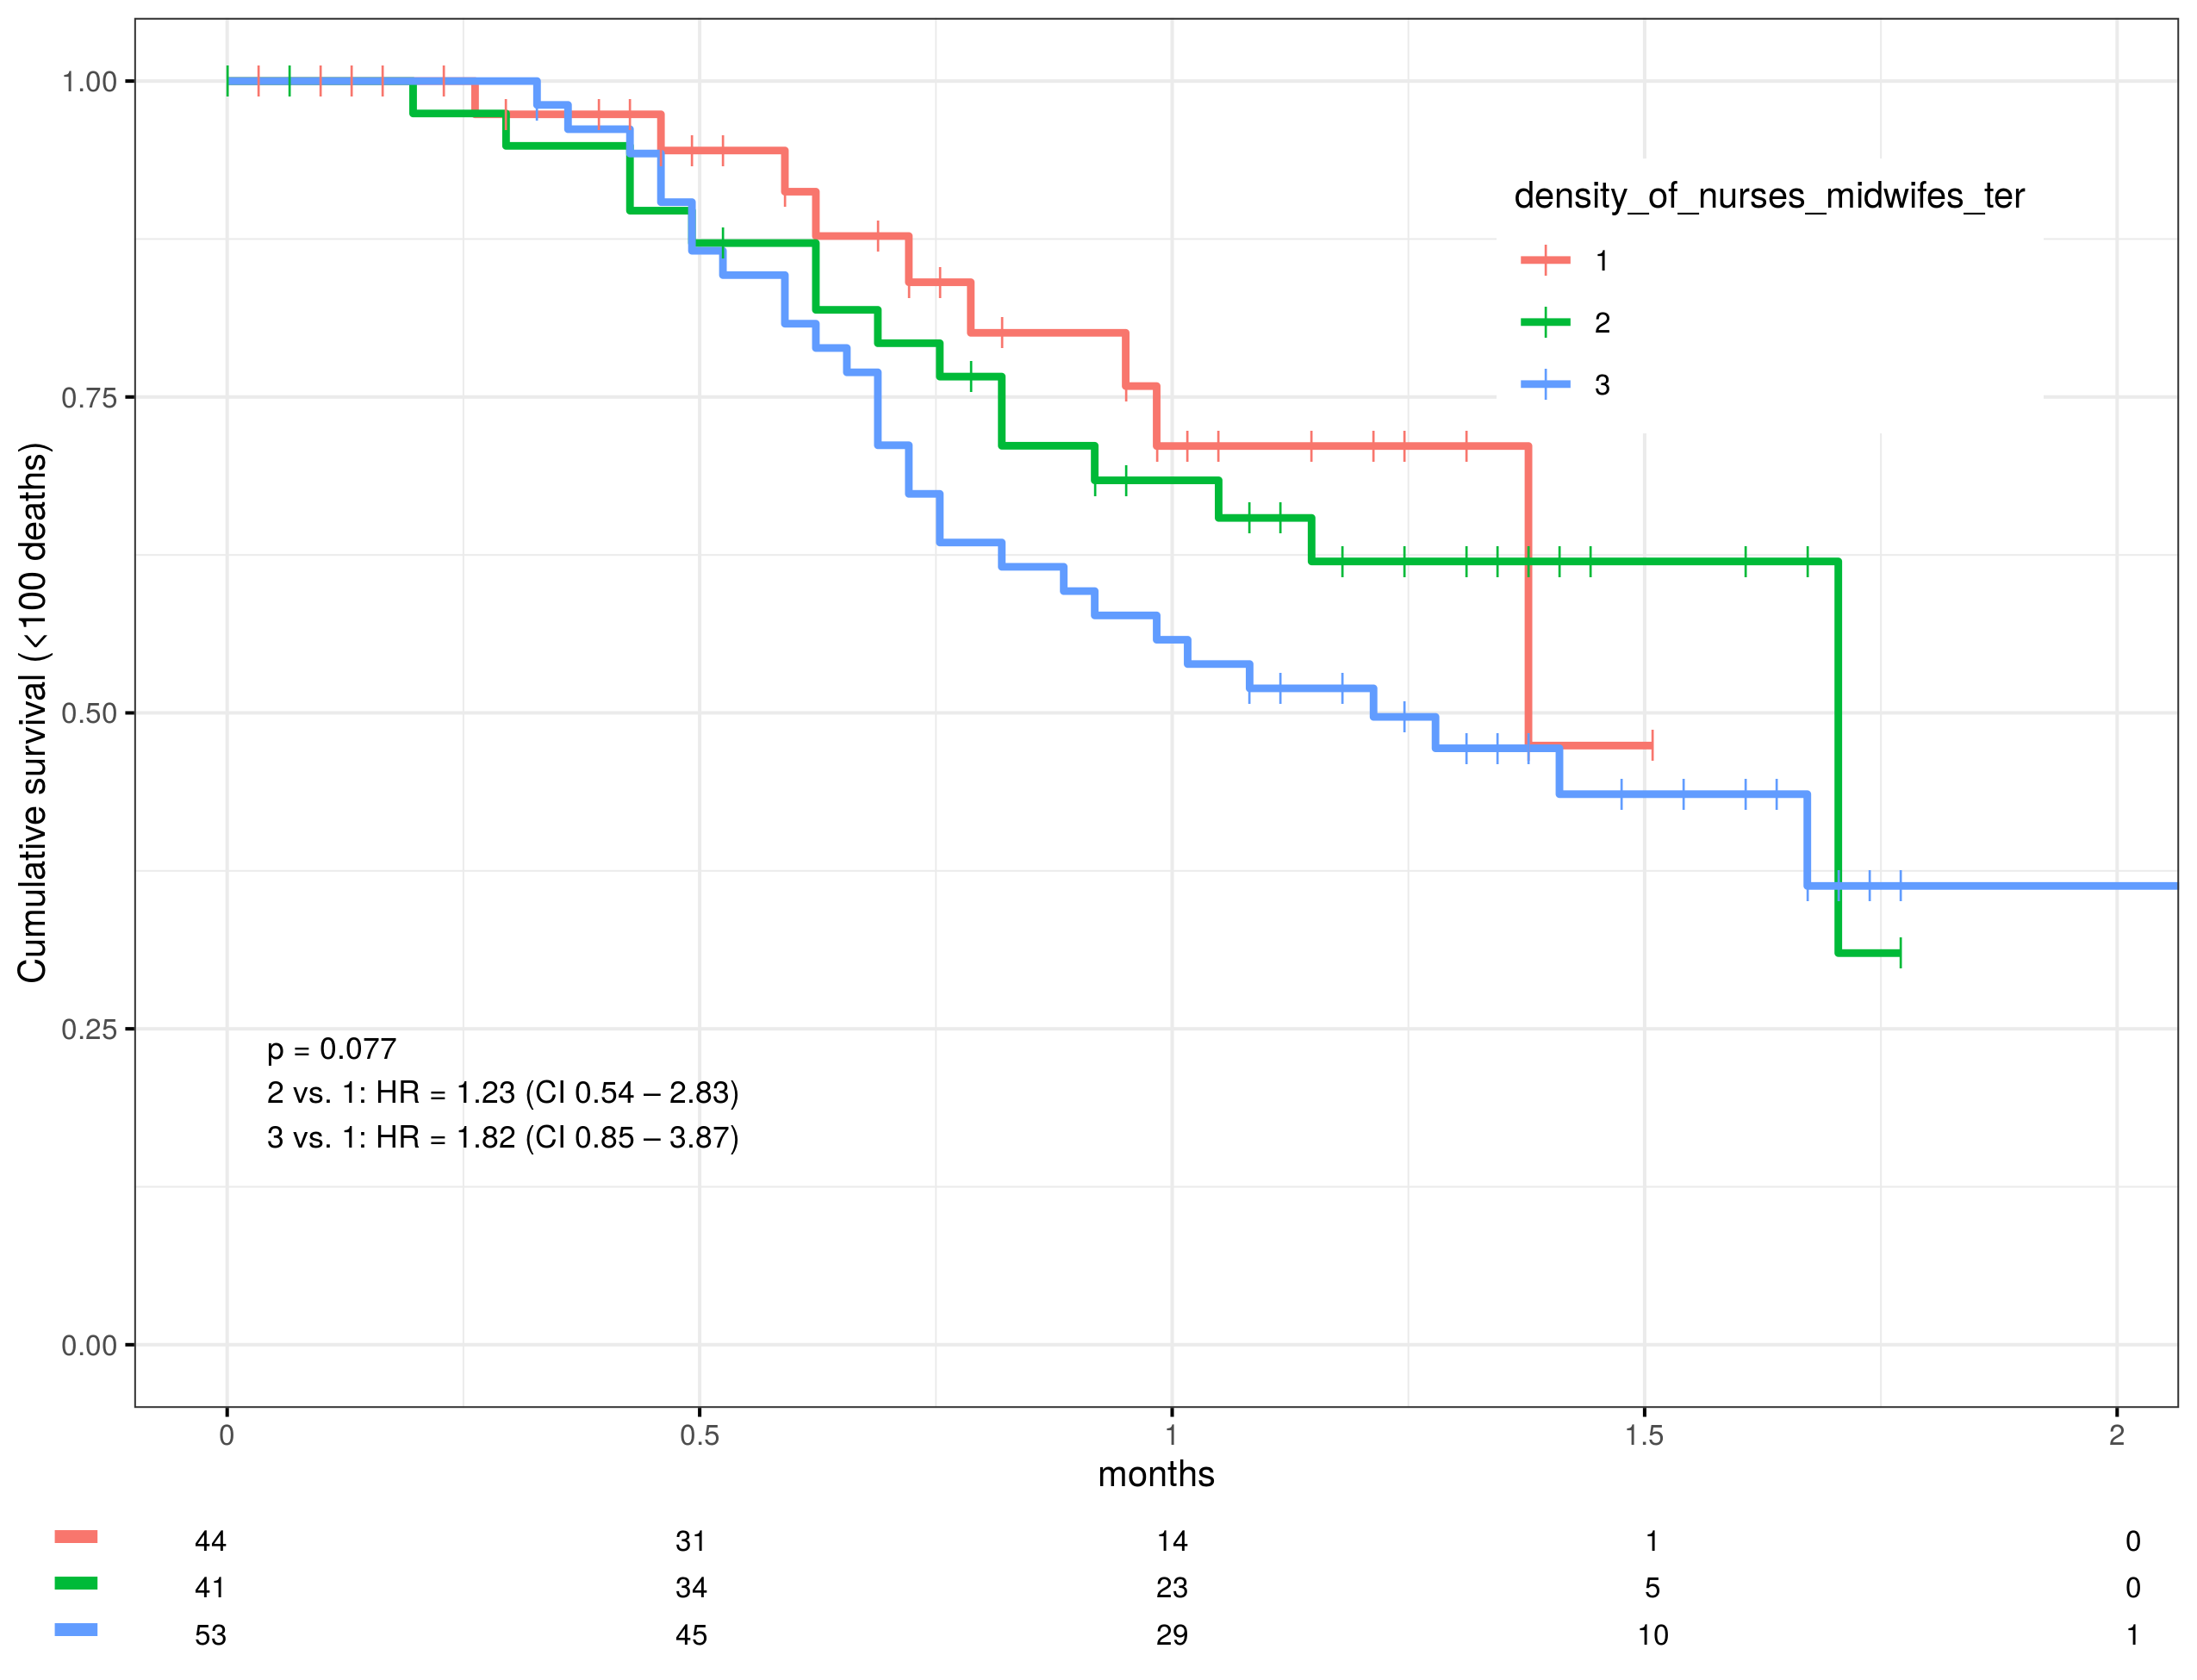 Cumulative survival (<100 deaths)
1.00
0.75
0.50
0.25
0.00
density_of_nurses_midwifes_ter
1
2
3
p = 0.077
2 vs. 1: HR = 1.23 (CI 0.54 – 2.83)
3 vs. 1: HR = 1.82 (CI 0.85 – 3.87)
0 0.5 1 1.5 2
months
44 31 14 1 0
41 34 23 5 0
53 45 29 10 1